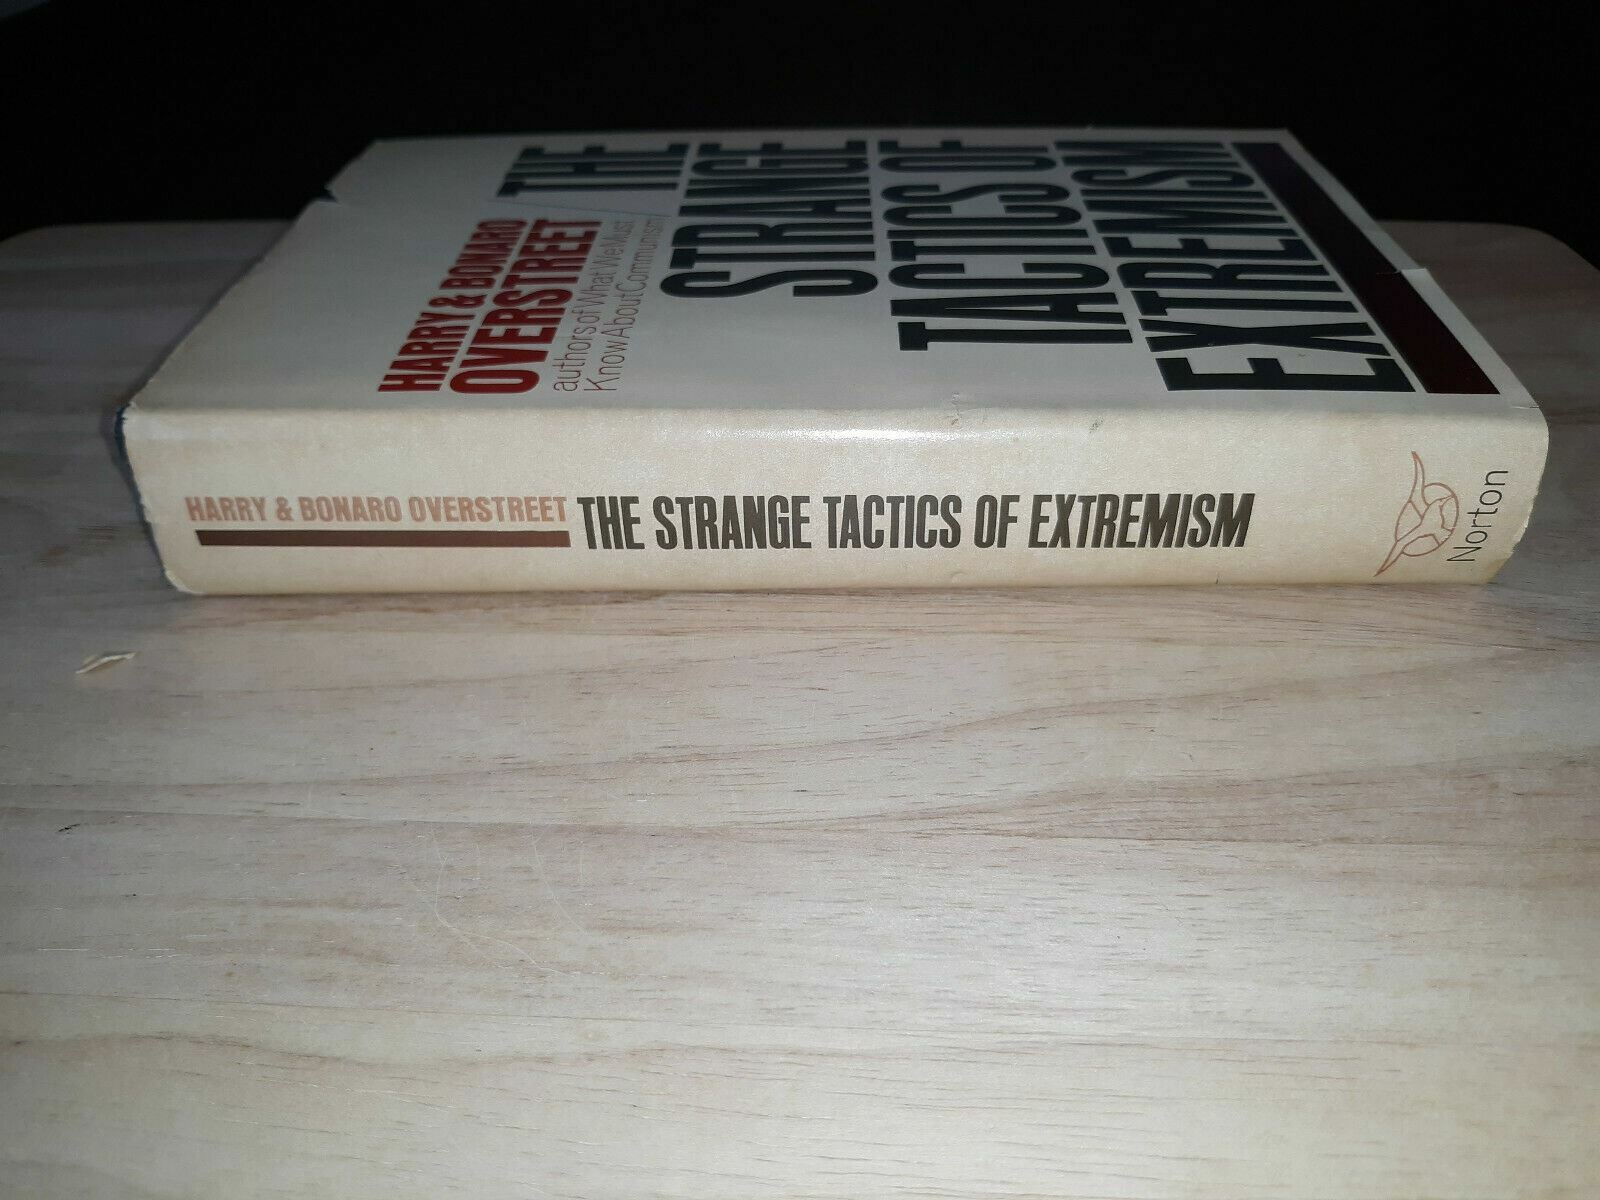 HARRY & BONARO
OVERSTREET
authors of What We Must
Know About Communism
THE
STRANGE
TACTICS OF
EXTREMISM
HARRY & BONARO OVERSTREET THE STRANGE TACTICS OF EXTREMISM
Norton